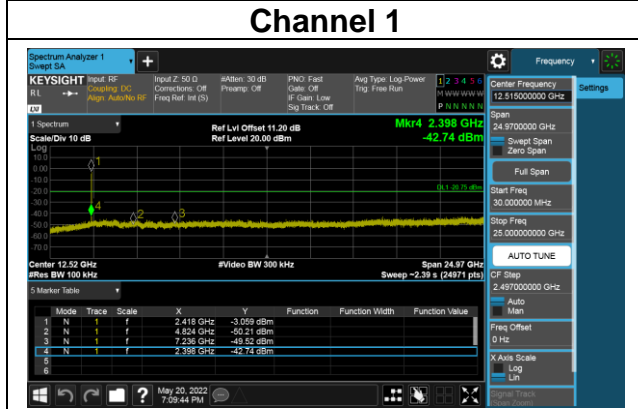 Channel 1
Spectrum Analyzer 1
Swept SA
+
Frequency
KEYSIGHT
RL
Input: RF
Coupling: DC
Align: Auto/No RF
Input Z: 50 Ω
Corrections: Off
Freq Ref: Int (S)
#Atten: 30 dB
Preamp: Off
PNO: Fast
Gate: Off
IF Gain: Low
Sig Track: Off
Avg Type: Log-Power
Trig: Free Run
1 2 3 4 5 6
M W W W W W
P N N N N N
LXI
Center Frequency
12.515000000 GHz
Settings
Span
24.9700000 GHz
Swept Span
Zero Span
Full Span
Start Freq
30.000000 MHz
Stop Freq
25.000000000 GHz
AUTO TUNE
CF Step
2.497000000 GHz
Auto
Man
Freq Offset
0 Hz
X Axis Scale
Log
Lin
Signal Track
(Span Zoom)
1 Spectrum
Scale/Div 10 dB
Ref Lvl Offset 11.20 dB
Ref Level 20.00 dBm
Mkr4 2.398 GHz
-42.74 dBm
Log
10.0
0.00
-10.0
-20.0
-30.0
-40.0
-50.0
-60.0
-70.0
1
4
2
3
DL1 -20.75 dBm
Center 12.52 GHz
#Video BW 300 kHz
Span 24.97 GHz
#Res BW 100 kHz
Sweep ~2.39 s (24971 pts)
5 Marker Table
Mode Trace Scale X Y Function Function Width Function Value
1 N 1 f 2.418 GHz -3.059 dBm
2 N 1 f 4.824 GHz -50.21 dBm
3 N 1 f 7.236 GHz -49.52 dBm
4 N 1 f 2.398 GHz -42.74 dBm
5
6
?
May 20, 2022
7:09:44 PM